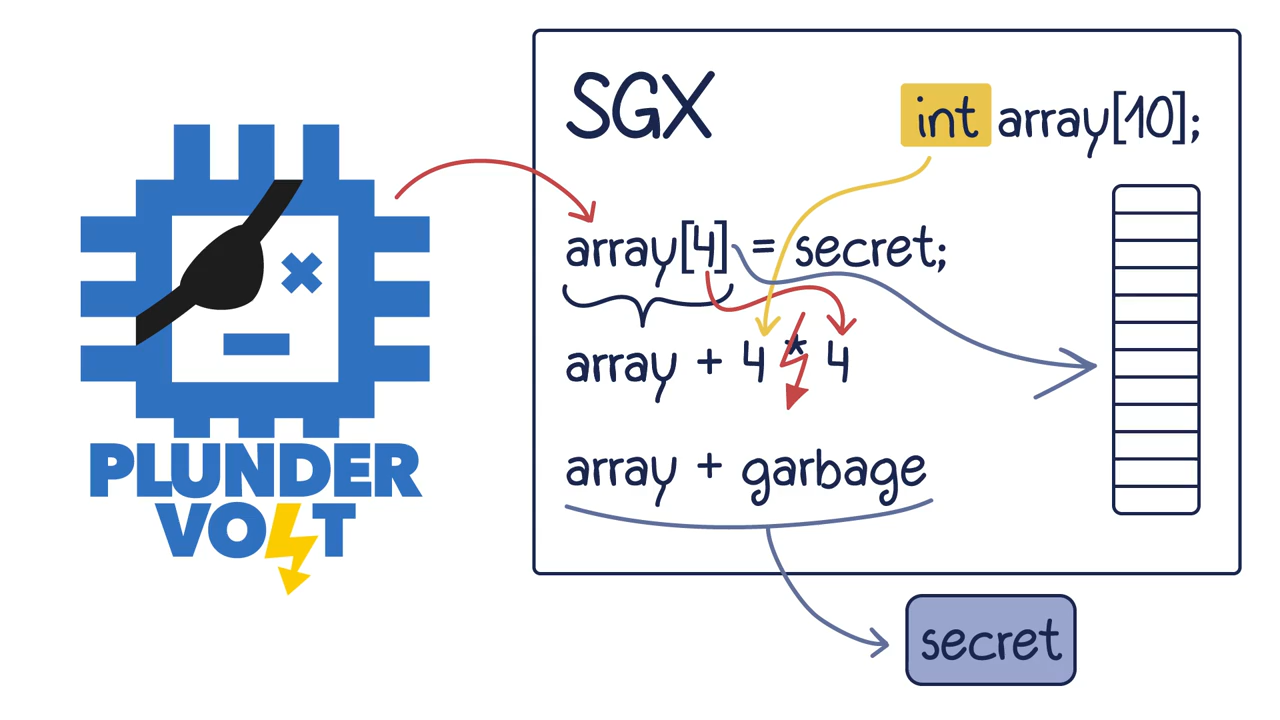 PLUNDER
VOLT
SGX
int array[10];
array[4] = secret;
array + 4 * 4
array + garbage
secret